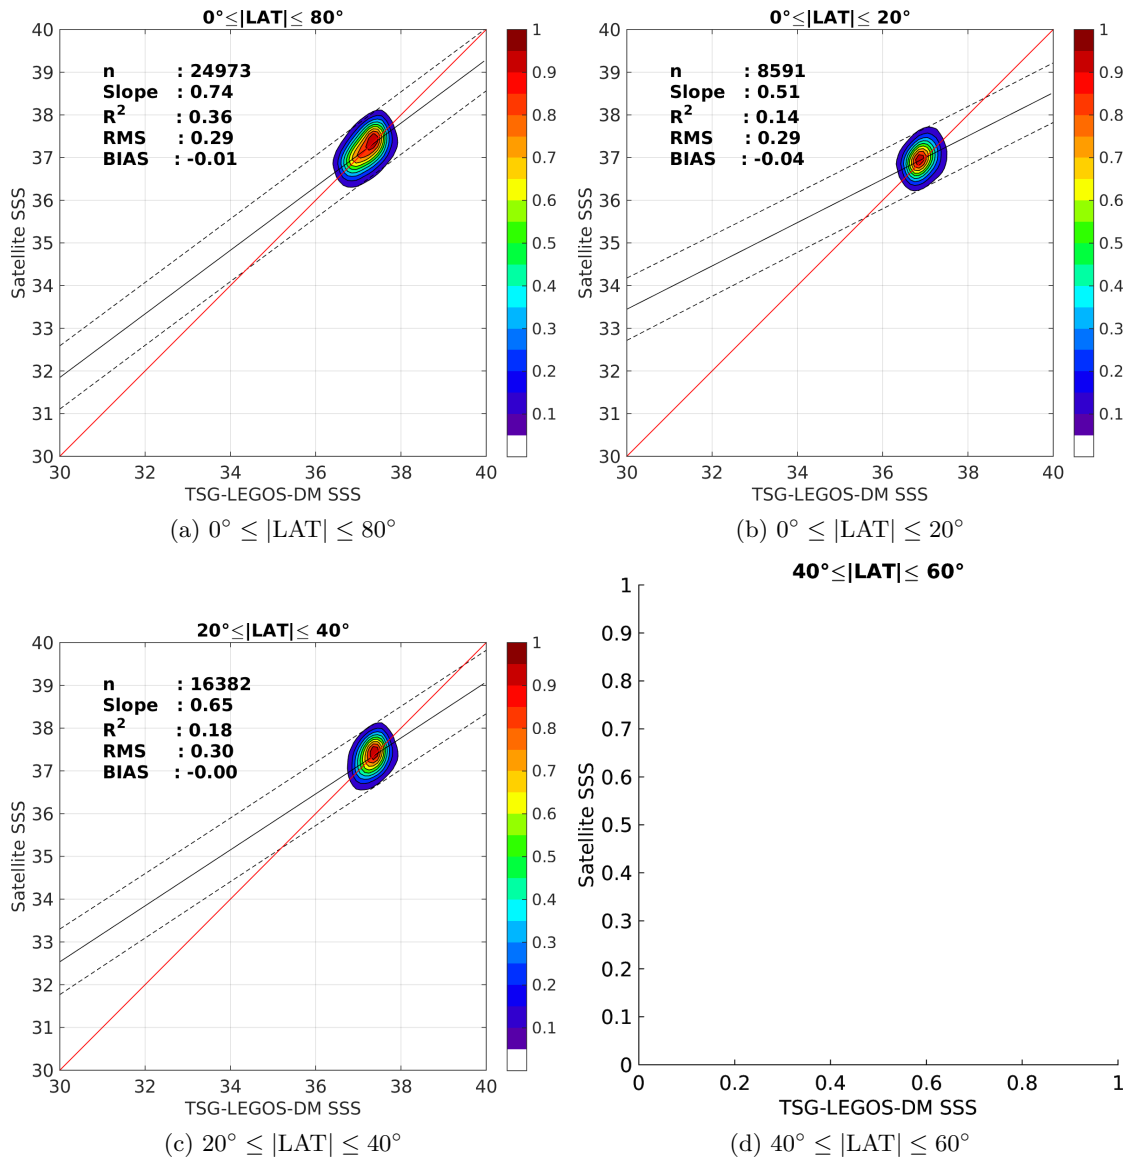 0°≤|LAT|≤ 80°
n : 24973
Slope : 0.74
R² : 0.36
RMS : 0.29
BIAS : -0.01
40
39
38
37
36
35
34
33
32
31
30
30 32 34 36 38 40
Satellite SSS
TSG-LEGOS-DM SSS
1
0.9
0.8
0.7
0.6
0.5
0.4
0.3
0.2
0.1
(a) 0° ≤ |LAT| ≤ 80°
0°≤|LAT|≤ 20°
n : 8591
Slope : 0.51
R² : 0.14
RMS : 0.29
BIAS : -0.04
40
39
38
37
36
35
34
33
32
31
30
30 32 34 36 38 40
Satellite SSS
TSG-LEGOS-DM SSS
1
0.9
0.8
0.7
0.6
0.5
0.4
0.3
0.2
0.1
(b) 0° ≤ |LAT| ≤ 20°
20°≤|LAT|≤ 40°
n : 16382
Slope : 0.65
R² : 0.18
RMS : 0.30
BIAS : -0.00
40
39
38
37
36
35
34
33
32
31
30
30 32 34 36 38 40
Satellite SSS
TSG-LEGOS-DM SSS
1
0.9
0.8
0.7
0.6
0.5
0.4
0.3
0.2
0.1
(c) 20° ≤ |LAT| ≤ 40°
40°≤|LAT|≤ 60°
1
0.9
0.8
0.7
0.6
0.5
0.4
0.3
0.2
0.1
0
0 0.2 0.4 0.6 0.8 1
Satellite SSS
TSG-LEGOS-DM SSS
(d) 40° ≤ |LAT| ≤ 60°